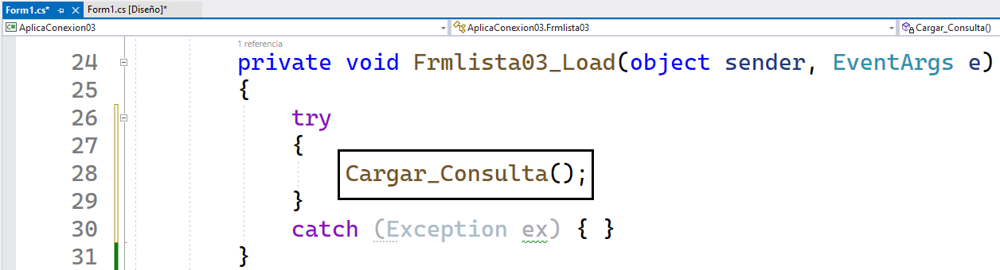 Form1.cs* Form1.cs [Diseño]*
C# AplicaConexion03 AplicaConexion03.Frmlista03 Cargar_Consulta()
1 referencia
24 private void Frmlista03_Load(object sender, EventArgs e)
25 {
26 try
27 {
28 Cargar_Consulta();
29 }
30 catch (Exception ex) { }
31 }